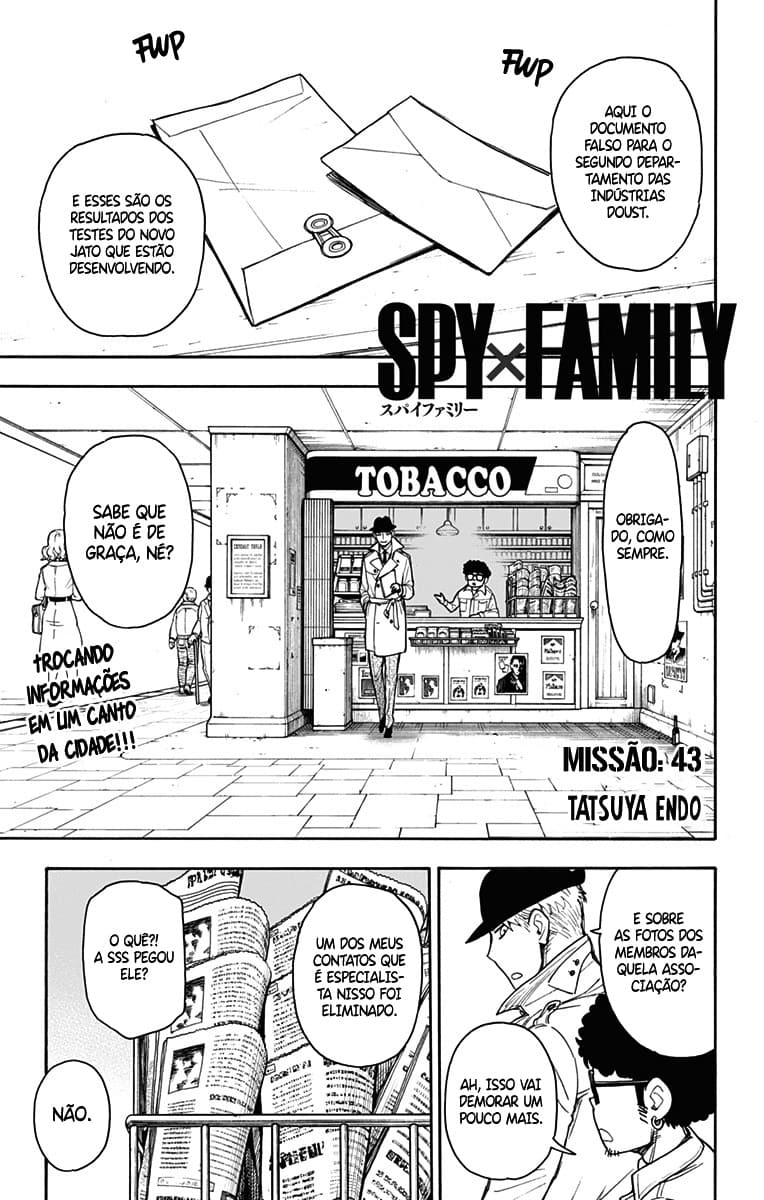 FWP
FWP
AQUI O
DOCUMENTO
FALSO PARA O
SEGUNDO DEPAR-
TAMENTO DAS
INDÚSTRIAS
DOUST.
E ESSES SÃO OS
RESULTADOS DOS
TESTES DO NOVO
JATO QUE ESTÃO
DESENVOLVENDO.
SPY×FAMILY
スパイファミリー
TOBACCO
OBRIGA-
DO, COMO
SEMPRE.
SABE QUE
NÃO É DE
GRAÇA, NÉ?
TROCANDO
INFORMAÇÕES
EM UM CANTO
DA CIDADE!!!
MISSÃO: 43
TATSUYA ENDO
E SOBRE
AS FOTOS DOS
MEMBROS DA-
QUELA ASSO-
CIAÇÃO?
AH, ISSO VAI
DEMORAR UM
POUCO MAIS.
UM DOS MEUS
CONTATOS QUE
É ESPECIALIS-
TA NISSO FOI
ELIMINADO.
O QUÊ?!
A SSS PEGOU
ELE?
NÃO.